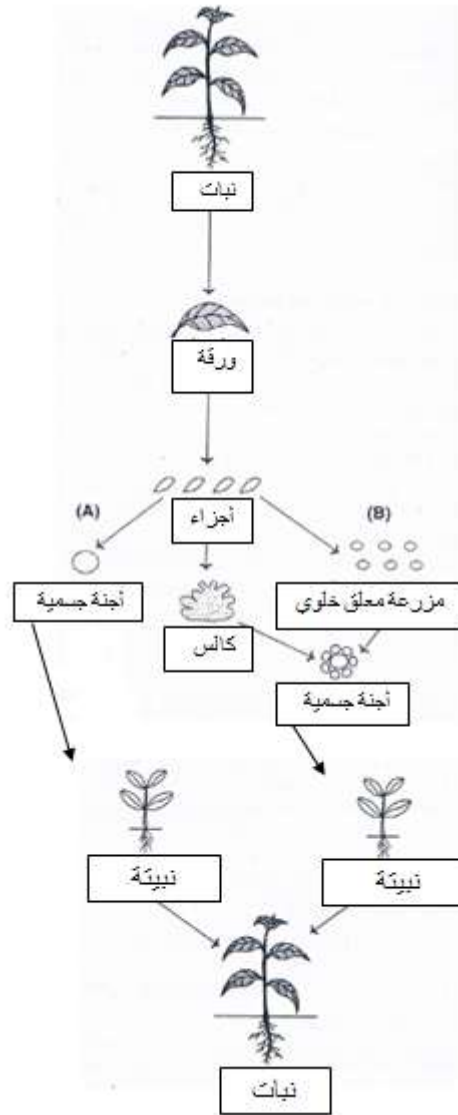 نبات
ورقة
أجزاء
(A)
(B)
أجنة جسمية
كالس
مزرعة معلق خلوي
أجنة جسمية
نبيتة
نبيتة
نبات